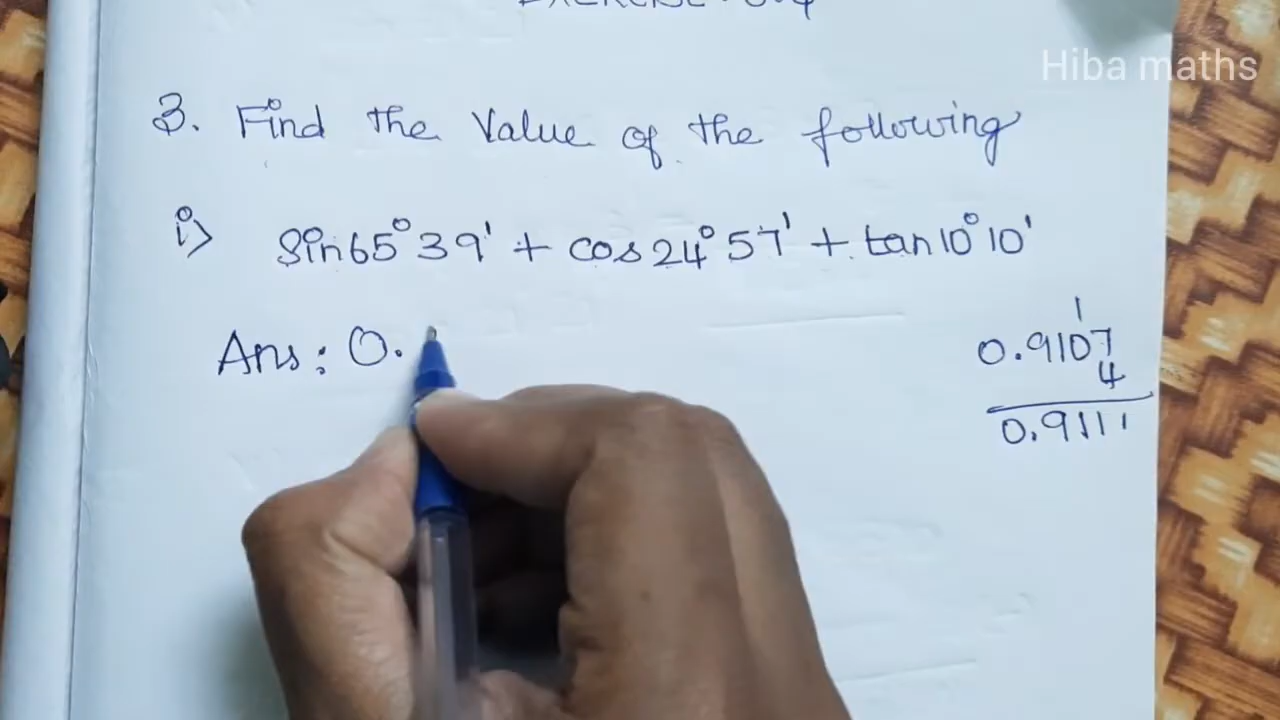 Hiba maths
3. Find the Value of the following
i> Sin65°39' + cos24°57' + tan10°10'
Ans: 0.
1
0.9107
4
0.9111